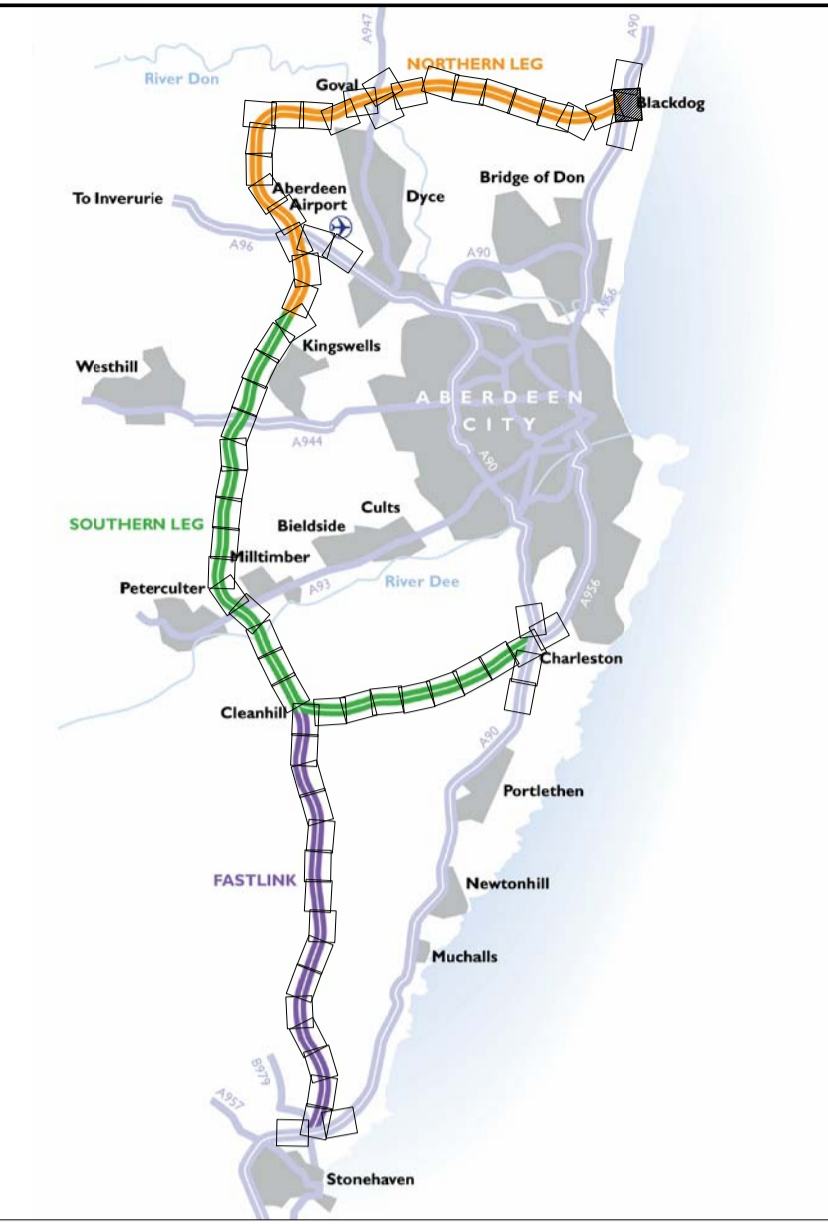 A947
A90
NORTHERN LEG
River Don
Goval
Blackdog
Bridge of Don
Aberdeen
Airport
Dyce
To Inverurie
A96
A90
A956
Kingswells
Westhill
ABERDEEN
CITY
A944
A90
Cults
SOUTHERN LEG
Bieldside
Milltimber
Peterculter
A93
River Dee
A956
Charleston
Cleanhill
A90
Portlethen
FASTLINK
Newtonhill
Muchalls
B979
A957
Stonehaven